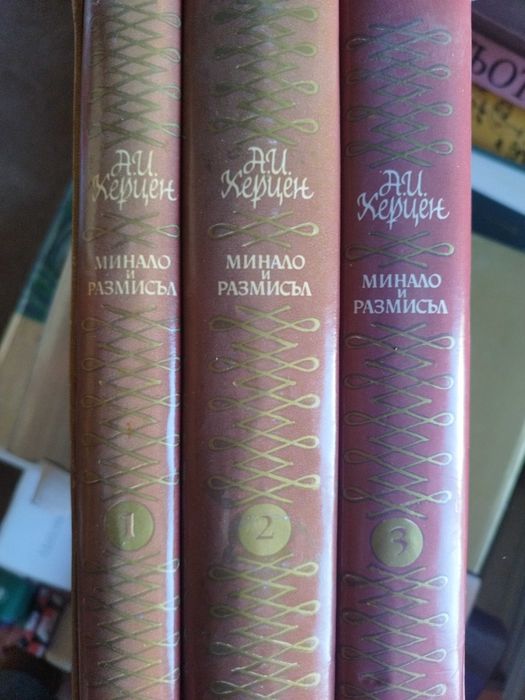 А.И.
Херцен
МИНАЛО
И
РАЗМИСЪЛ
1
А.И.
Херцен
МИНАЛО
И
РАЗМИСЪЛ
2
А.И.
Херцен
МИНАЛО
И
РАЗМИСЪЛ
3